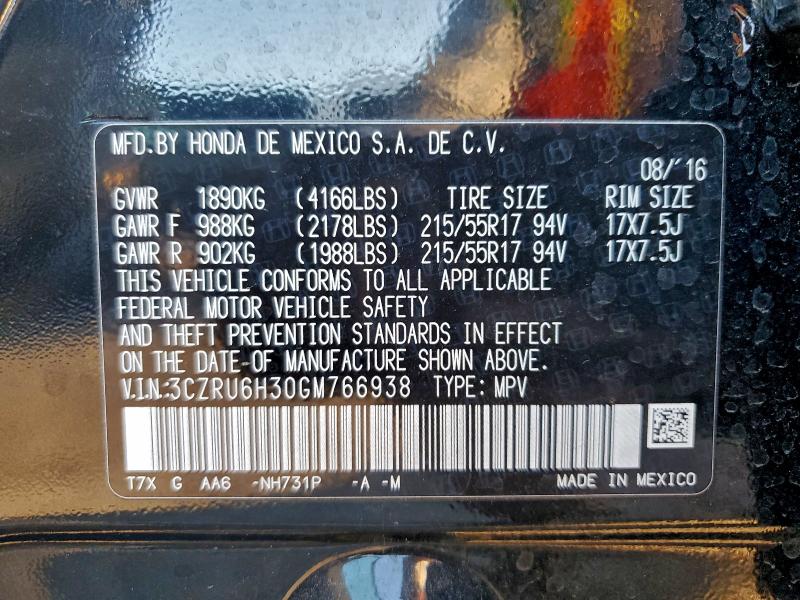 MFD.BY HONDA DE MEXICO S.A. DE C.V.
08/'16
GVWR 1890KG (4166LBS) TIRE SIZE RIM SIZE
GAWR F 988KG (2178LBS) 215/55R17 94V 17X7.5J
GAWR R 902KG (1988LBS) 215/55R17 94V 17X7.5J
THIS VEHICLE CONFORMS TO ALL APPLICABLE
FEDERAL MOTOR VEHICLE SAFETY
AND THEFT PREVENTION STANDARDS IN EFFECT
ON THE DATE OF MANUFACTURE SHOWN ABOVE.
V.I.N.:3CZRU6H30GM766938 TYPE: MPV
T7X G AA6 -NH731P -A -M MADE IN MEXICO